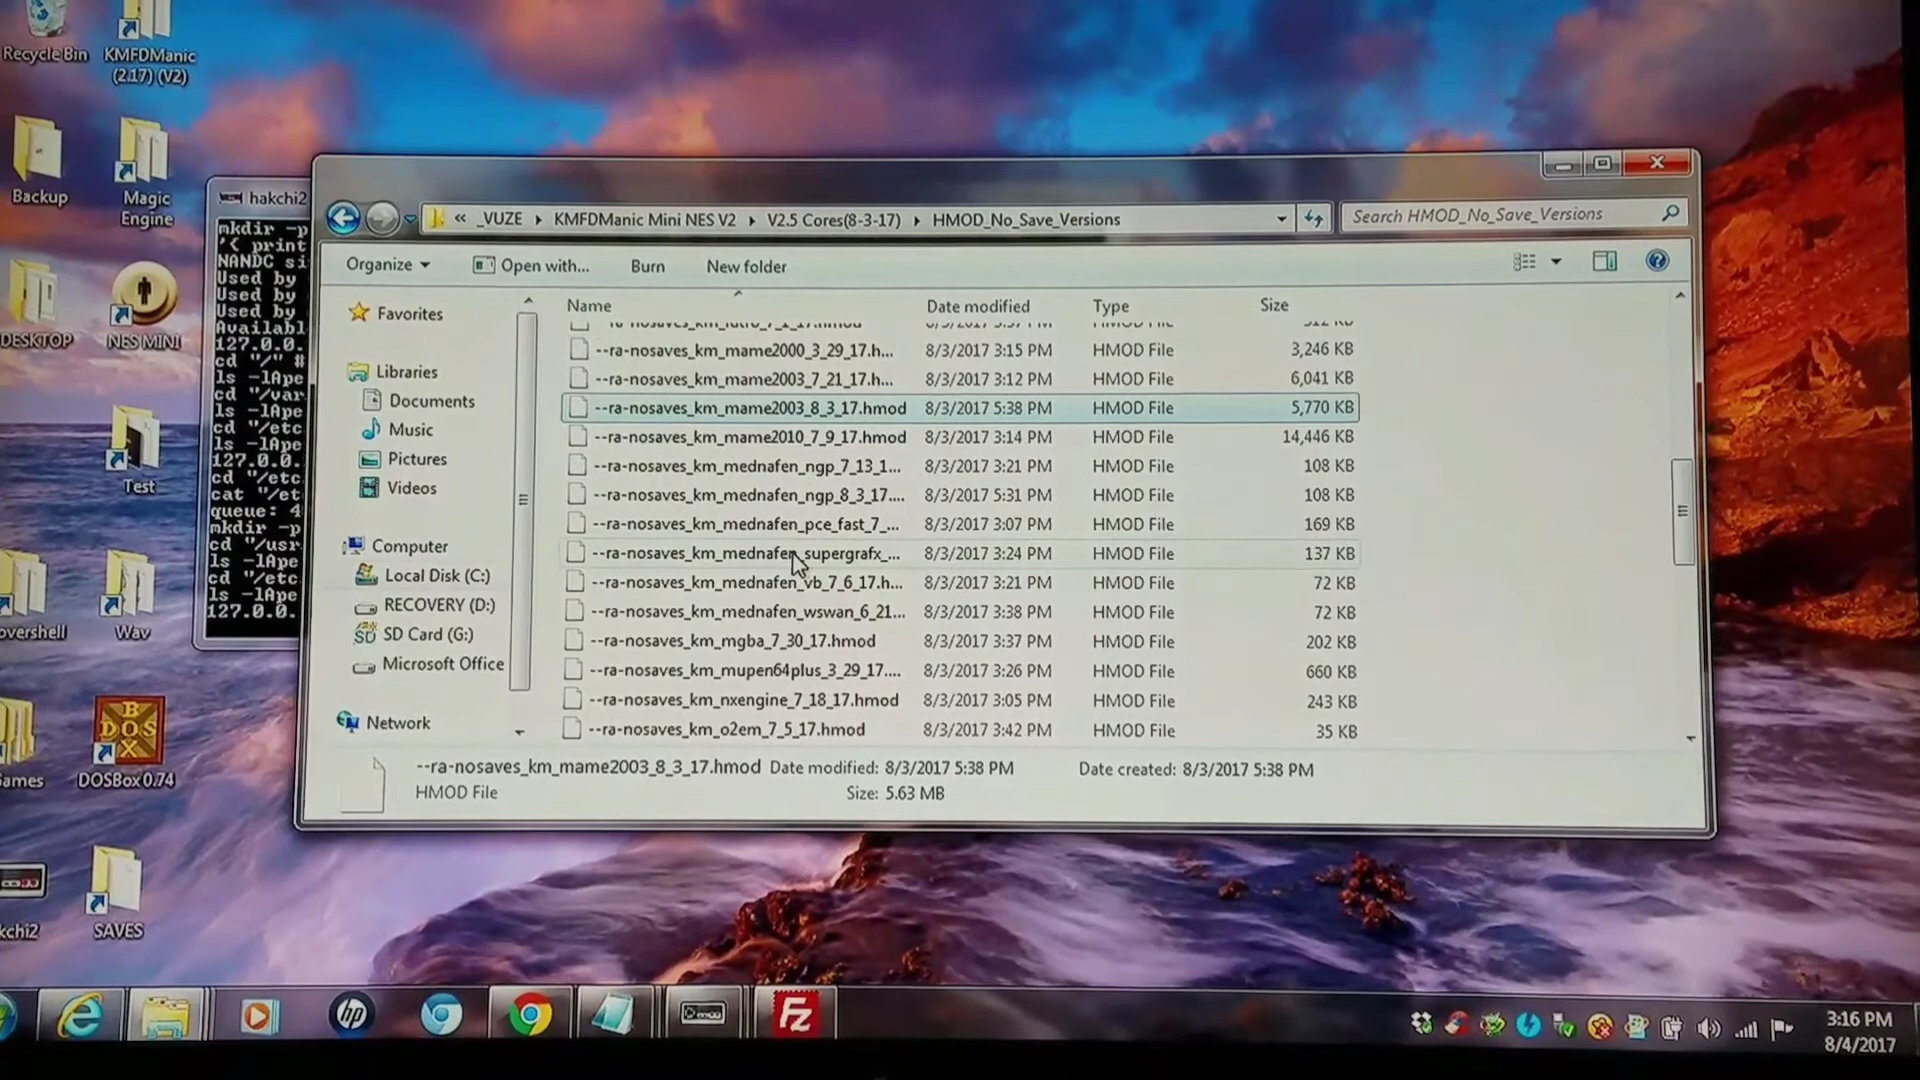 Recycle Bin
KMFDManic
(2.17) (V2)
Backup
Magic
Engine
DESKTOP
NES MINI
Test
overshell
Wav
ames
DOSBox 0.74
kchi2
SAVES
hakchi2
mkdir -p
'{ print
NANDC si
Used by
Used by
Used by
Availabl
127.0.0.
cd "/" #
ls -lApe
cd "/var
ls -lApe
cd "/etc
ls -lApe
127.0.0.
cd "/etc
cat "/et
queue: 4
mkdir -p
cd "/usr
ls -lApe
cd "/etc
ls -lApe
127.0.0.
« _VUZE KMFDManic Mini NES V2 V2.5 Cores(8-3-17) HMOD_No_Save_Versions Search HMOD_No_Save_Versions
Organize Open with... Burn New folder
Favorites
Libraries
Documents
Music
Pictures
Videos
Computer
Local Disk (C:)
RECOVERY (D:)
SD Card (G:)
Microsoft Office
Network
Name Date modified Type Size
--ra-nosaves_km_mame2000_3_29_17.h... 8/3/2017 3:15 PM HMOD File 3,246 KB
--ra-nosaves_km_mame2003_7_21_17.h... 8/3/2017 3:12 PM HMOD File 6,041 KB
--ra-nosaves_km_mame2003_8_3_17.hmod 8/3/2017 5:38 PM HMOD File 5,770 KB
--ra-nosaves_km_mame2010_7_9_17.hmod 8/3/2017 3:14 PM HMOD File 14,446 KB
--ra-nosaves_km_mednafen_ngp_7_13_1... 8/3/2017 3:21 PM HMOD File 108 KB
--ra-nosaves_km_mednafen_ngp_8_3_17.... 8/3/2017 5:31 PM HMOD File 108 KB
--ra-nosaves_km_mednafen_pce_fast_7_... 8/3/2017 3:07 PM HMOD File 169 KB
--ra-nosaves_km_mednafen_supergrafx_... 8/3/2017 3:24 PM HMOD File 137 KB
--ra-nosaves_km_mednafen_vb_7_6_17.h... 8/3/2017 3:21 PM HMOD File 72 KB
--ra-nosaves_km_mednafen_wswan_6_21... 8/3/2017 3:38 PM HMOD File 72 KB
--ra-nosaves_km_mgba_7_30_17.hmod 8/3/2017 3:37 PM HMOD File 202 KB
--ra-nosaves_km_mupen64plus_3_29_17.... 8/3/2017 3:26 PM HMOD File 660 KB
--ra-nosaves_km_nxengine_7_18_17.hmod 8/3/2017 3:05 PM HMOD File 243 KB
--ra-nosaves_km_o2em_7_5_17.hmod 8/3/2017 3:42 PM HMOD File 35 KB
--ra-nosaves_km_mame2003_8_3_17.hmod Date modified: 8/3/2017 5:38 PM Date created: 8/3/2017 5:38 PM
HMOD File Size: 5.63 MB
BOX
DOS
hp
Fz
3:16 PM
8/4/2017